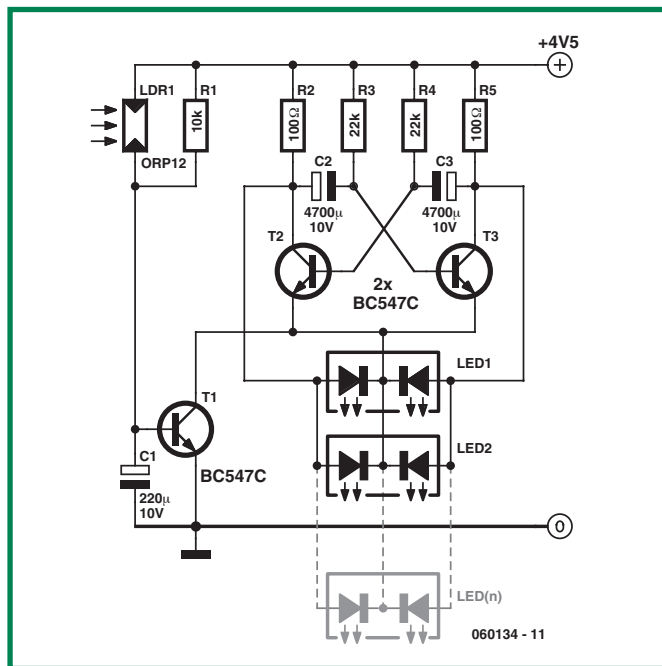 +4V5
LDR1
R1
R2
R3
R4
R5
10k
100Ω
22k
22k
100Ω
ORP12
C2
C3
4700µ
10V
4700µ
10V
T2
T3
2x
BC547C
LED1
T1
LED2
C1
BC547C
220µ
10V
0
LED(n)
060134 - 11